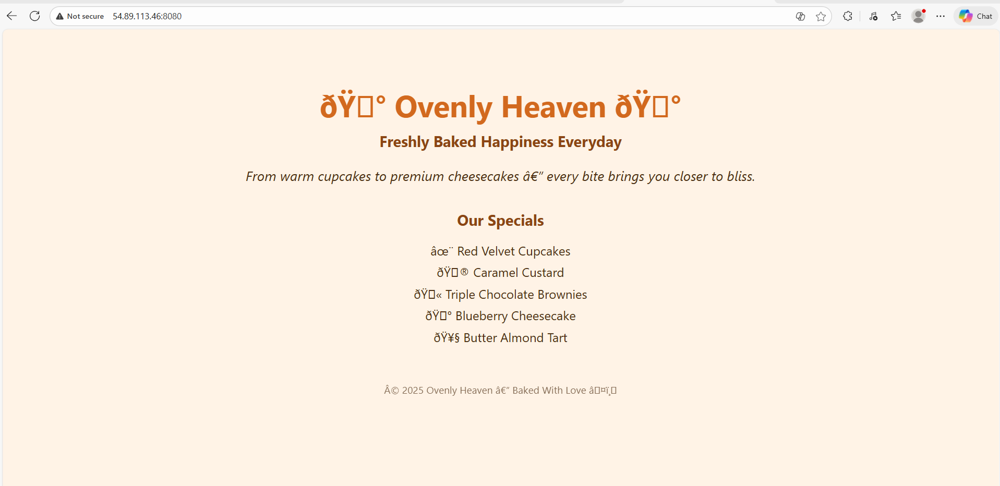 Not secure 54.89.113.46:8080 Chat
ðŸ□° Ovenly Heaven ðŸ□°
Freshly Baked Happiness Everyday
From warm cupcakes to premium cheesecakes â€” every bite brings you closer to bliss.
Our Specials
âœ¨ Red Velvet Cupcakes
ðŸ□® Caramel Custard
ðŸ□« Triple Chocolate Brownies
ðŸ□° Blueberry Cheesecake
ðŸ¥§ Butter Almond Tart
Â© 2025 Ovenly Heaven â€” Baked With Love â□¤ï¸□